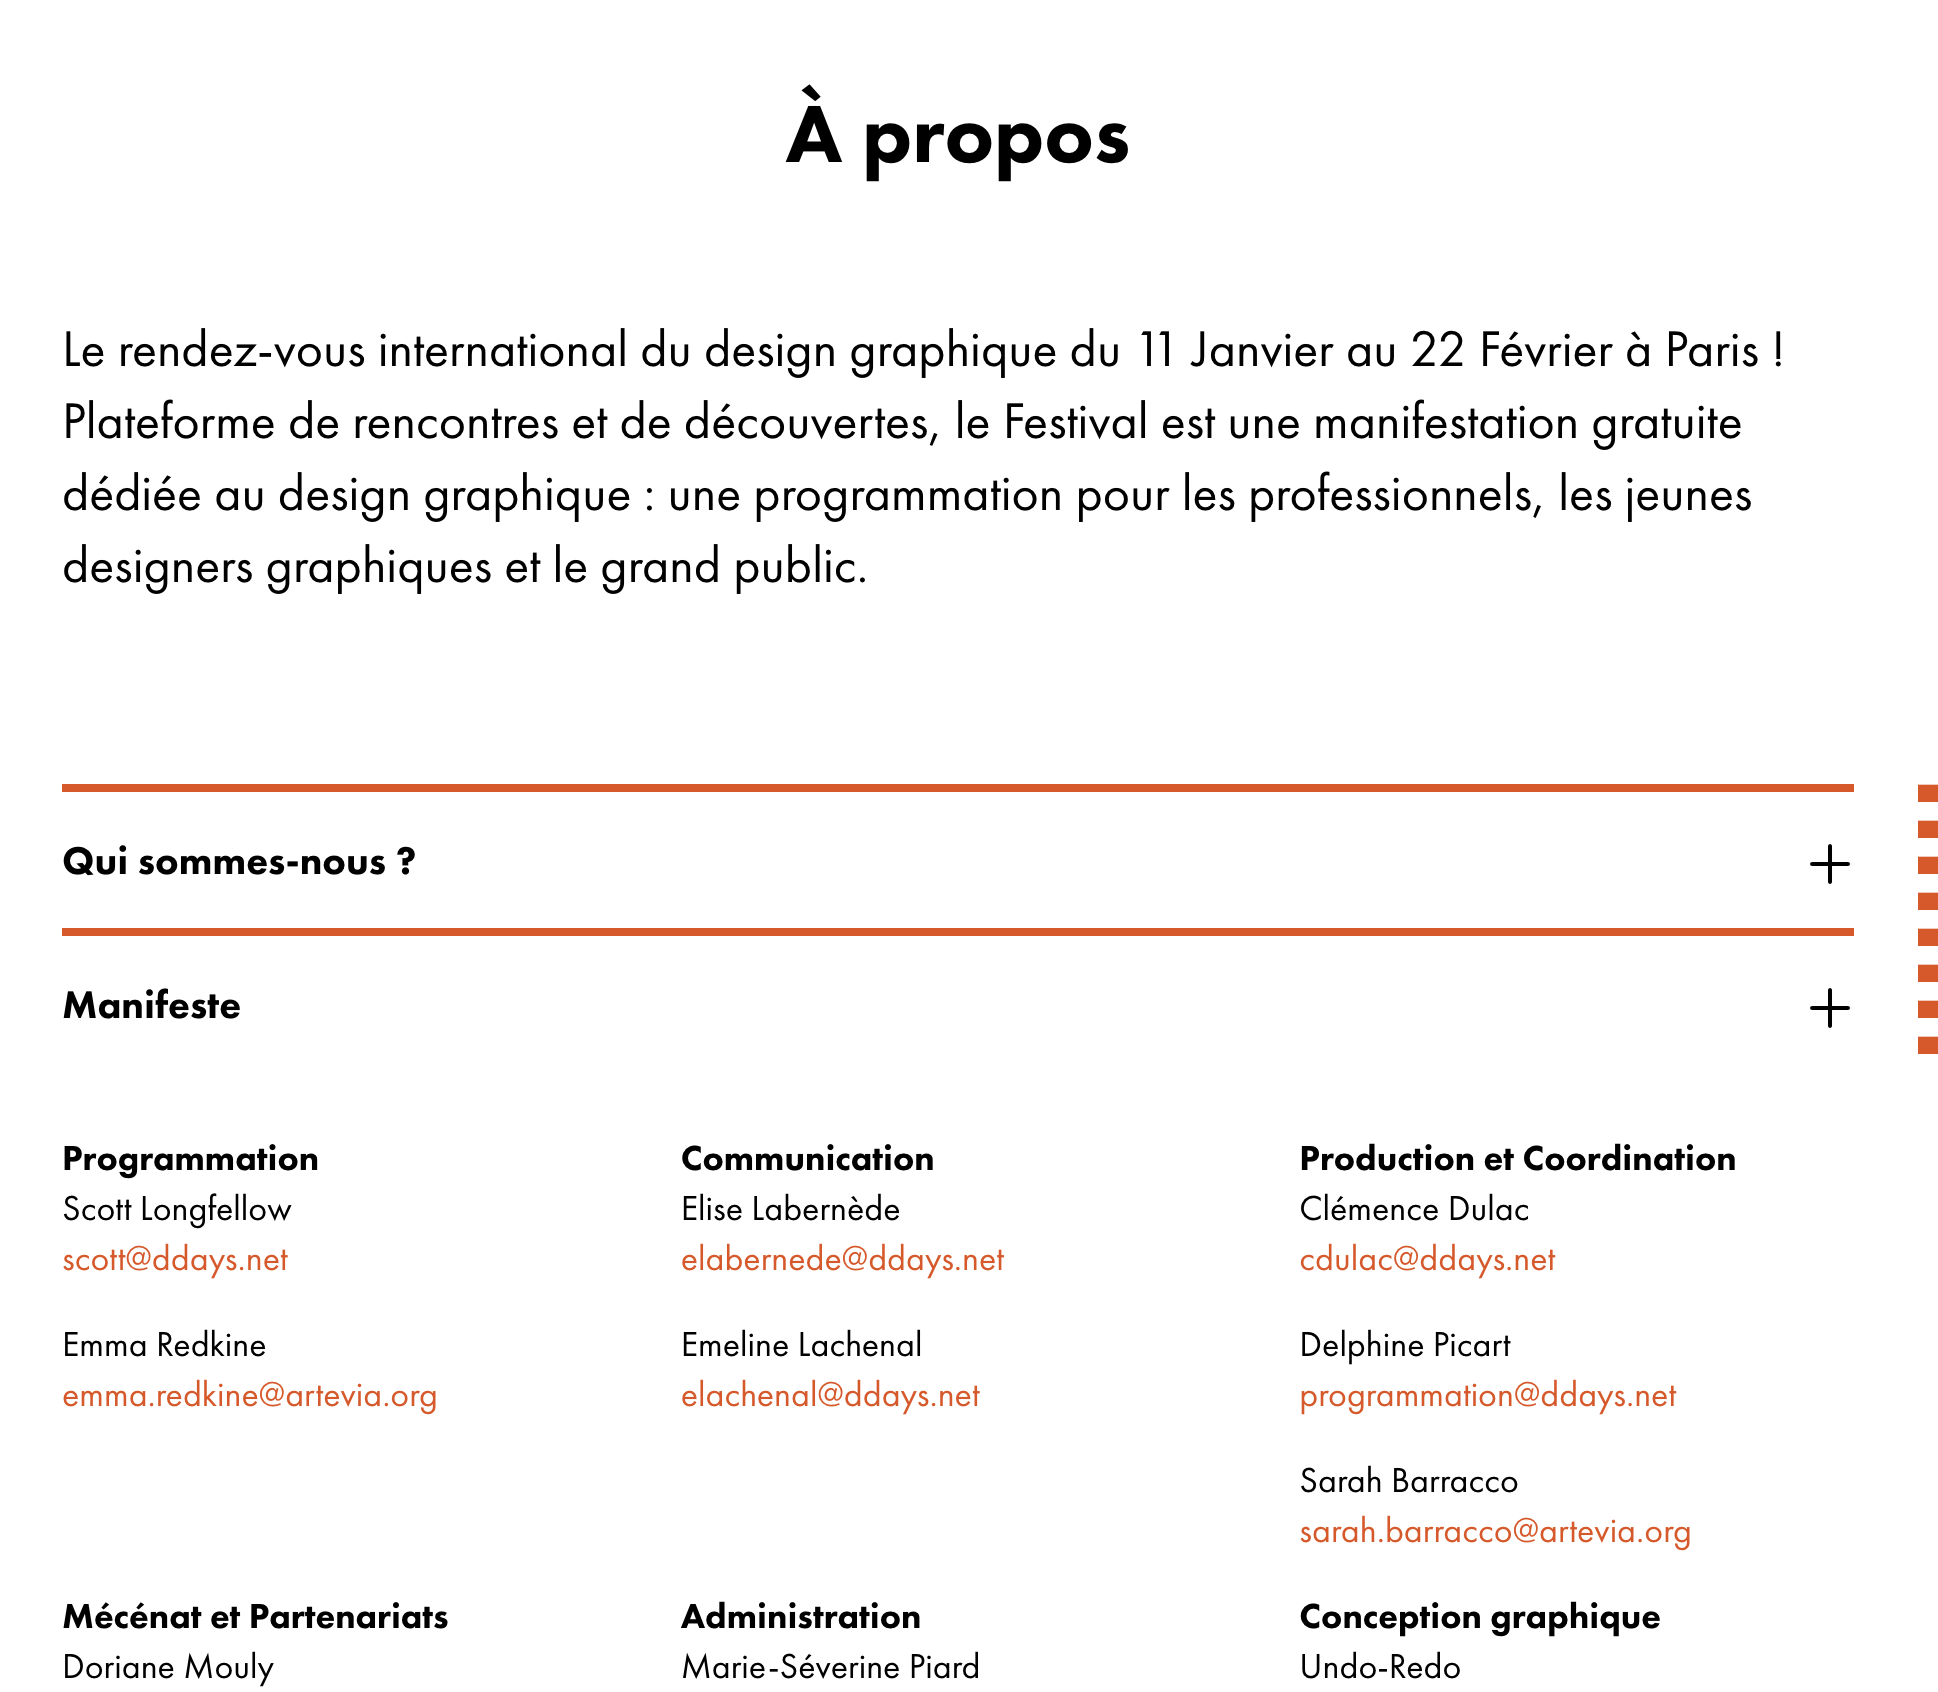 À propos
Le rendez-vous international du design graphique du 11 Janvier au 22 Février à Paris !
Plateforme de rencontres et de découvertes, le Festival est une manifestation gratuite
dédiée au design graphique : une programmation pour les professionnels, les jeunes
designers graphiques et le grand public.
Qui sommes-nous ?
Manifeste
Programmation
Scott Longfellow
scott@ddays.net
Emma Redkine
emma.redkine@artevia.org
Communication
Elise Labernède
elabernede@ddays.net
Emeline Lachenal
elachenal@ddays.net
Production et Coordination
Clémence Dulac
cdulac@ddays.net
Delphine Picart
programmation@ddays.net
Sarah Barracco
sarah.barracco@artevia.org
Mécénat et Partenariats
Doriane Mouly
Administration
Marie-Séverine Piard
Conception graphique
Undo-Redo